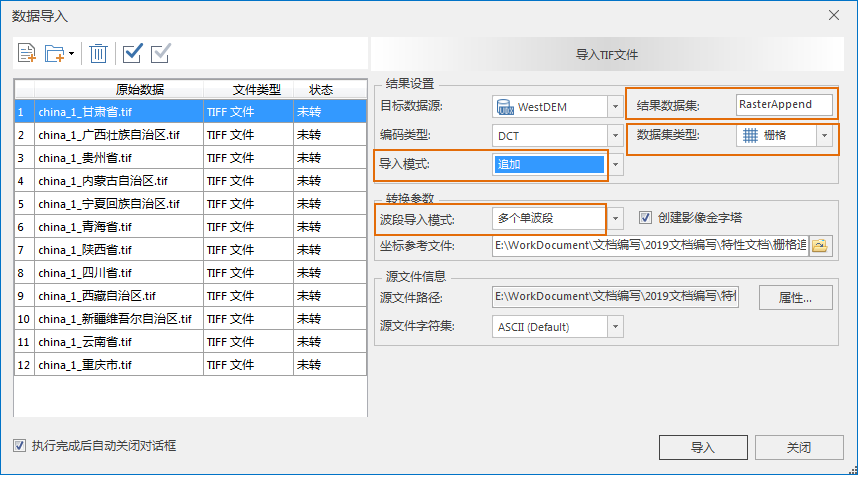 数据导入
导入TIF文件
原始数据 文件类型 状态
1 china_1_甘肃省.tif TIFF 文件 未转
2 china_1_广西壮族自治区.tif TIFF 文件 未转
3 china_1_贵州省.tif TIFF 文件 未转
4 china_1_内蒙古自治区.tif TIFF 文件 未转
5 china_1_宁夏回族自治区.tif TIFF 文件 未转
6 china_1_青海省.tif TIFF 文件 未转
7 china_1_陕西省.tif TIFF 文件 未转
8 china_1_四川省.tif TIFF 文件 未转
9 china_1_西藏自治区.tif TIFF 文件 未转
10 china_1_新疆维吾尔自治区.tif TIFF 文件 未转
11 china_1_云南省.tif TIFF 文件 未转
12 china_1_重庆市.tif TIFF 文件 未转
结果设置
目标数据源: WestDEM 结果数据集: RasterAppend
编码类型: DCT 数据集类型: 栅格
导入模式: 追加
转换参数
波段导入模式: 多个单波段 创建影像金字塔
坐标参考文件: E:\WorkDocument\文档编写\2019文档编写\特性文档\栅格追
源文件信息
源文件路径: E:\WorkDocument\文档编写\2019文档编写\特 属性...
源文件字符集: ASCII (Default)
执行完成后自动关闭对话框 导入 关闭